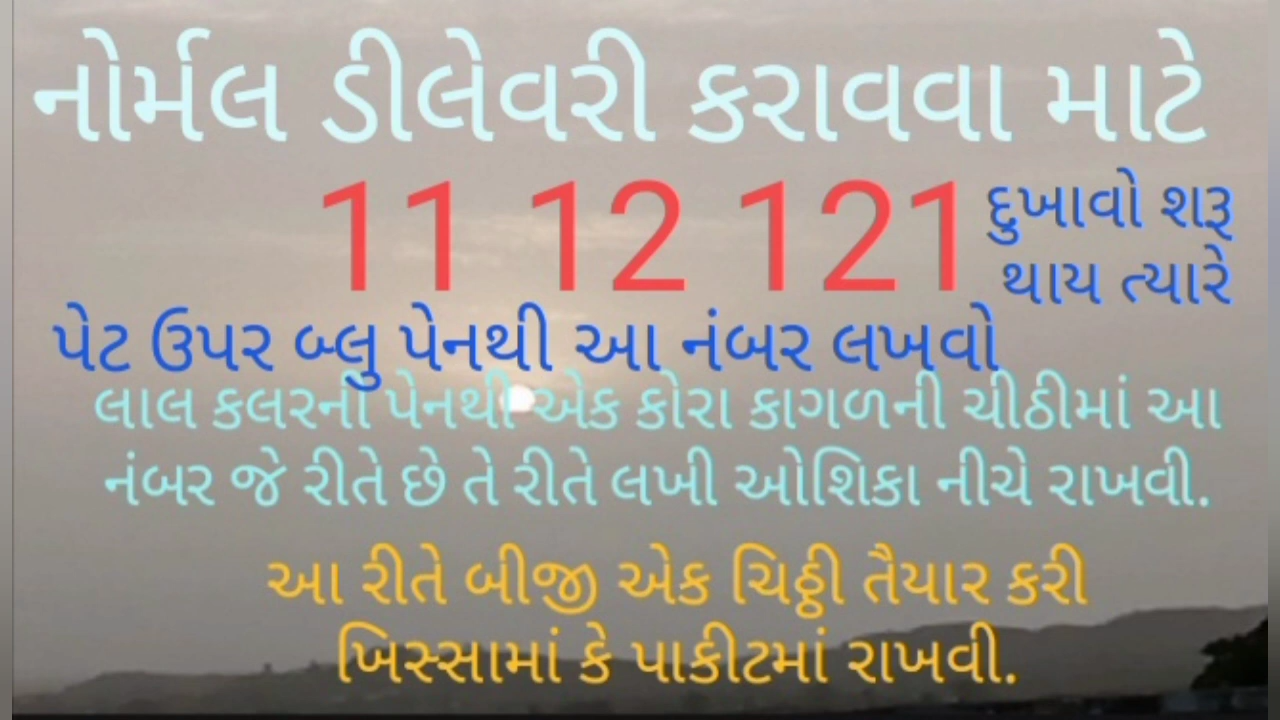 નોર્મલ ડીલેવરી કરાવવા માટે
11 12 121
દુખાવો શરૂ
થાય ત્યારે
પેટ ઉપર બ્લુ પેનથી આ નંબર લખવો
લાલ કલરની પેનથી એક કોરા કાગળની ચીઠીમાં આ
નંબર જે રીતે છે તે રીતે લખી ઓશિકા નીચે રાખવી.
આ રીતે બીજી એક ચિઠ્ઠી તૈયાર કરી
ખિસ્સામાં કે પાકીટમાં રાખવી.